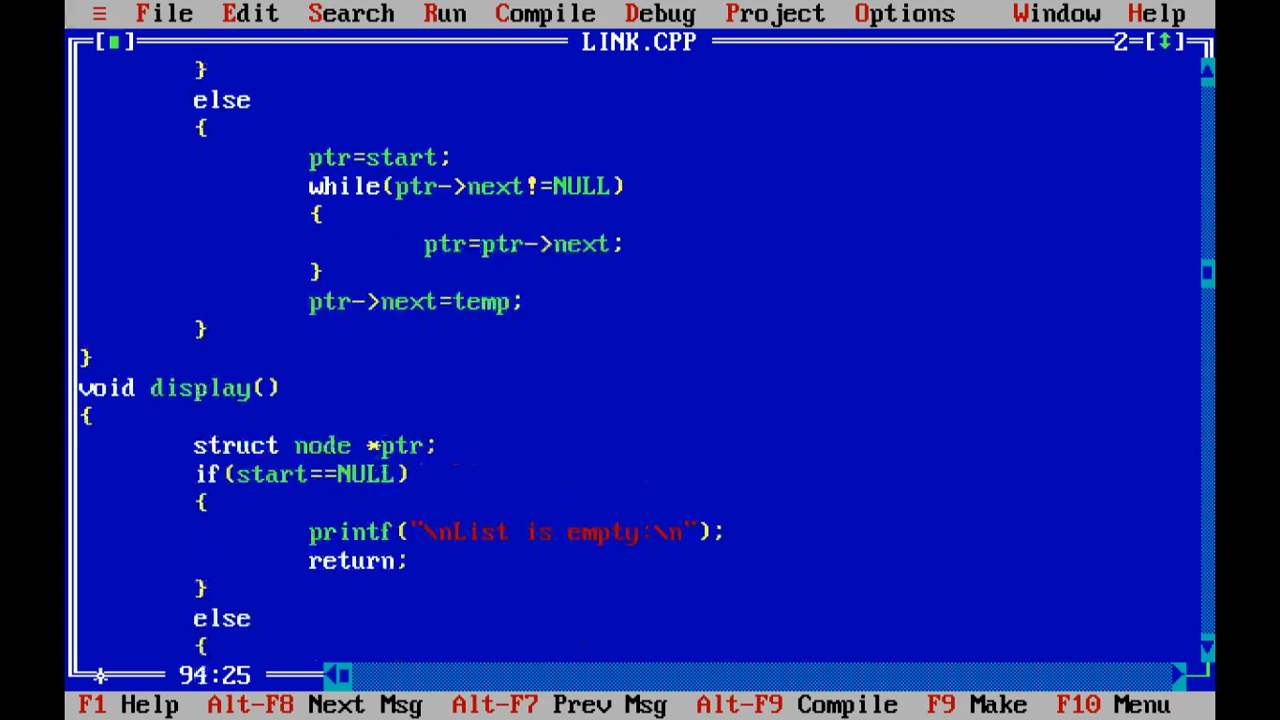 ≡ File Edit Search Run Compile Debug Project Options Window Help
[■] LINK.CPP 2=[↕]
}
else
{
ptr=start;
while(ptr->next!=NULL)
{
ptr=ptr->next;
}
ptr->next=temp;
}
}
void display()
{
struct node *ptr;
if(start==NULL)
{
printf("\nList is empty:\n");
return;
}
else
{
94:25
F1 Help Alt-F8 Next Msg Alt-F7 Prev Msg Alt-F9 Compile F9 Make F10 Menu